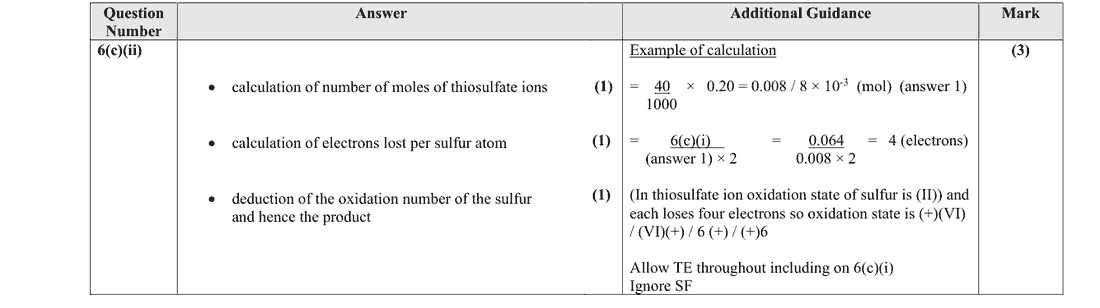 Question Number Answer Additional Guidance Mark
6(c)(ii) Example of calculation (3)
• calculation of number of moles of thiosulfate ions (1) = 40 × 0.20 = 0.008 / 8 × 10-3 (mol) (answer 1)
1000
• calculation of electrons lost per sulfur atom (1) = 6(c)(i) = 0.064 = 4 (electrons)
(answer 1) × 2 0.008 × 2
• deduction of the oxidation number of the sulfur (1) (In thiosulfate ion oxidation state of sulfur is (II)) and
and hence the product each loses four electrons so oxidation state is (+)(VI)
/ (VI)(+) / 6 (+) / (+)6
Allow TE throughout including on 6(c)(i)
Ignore SF